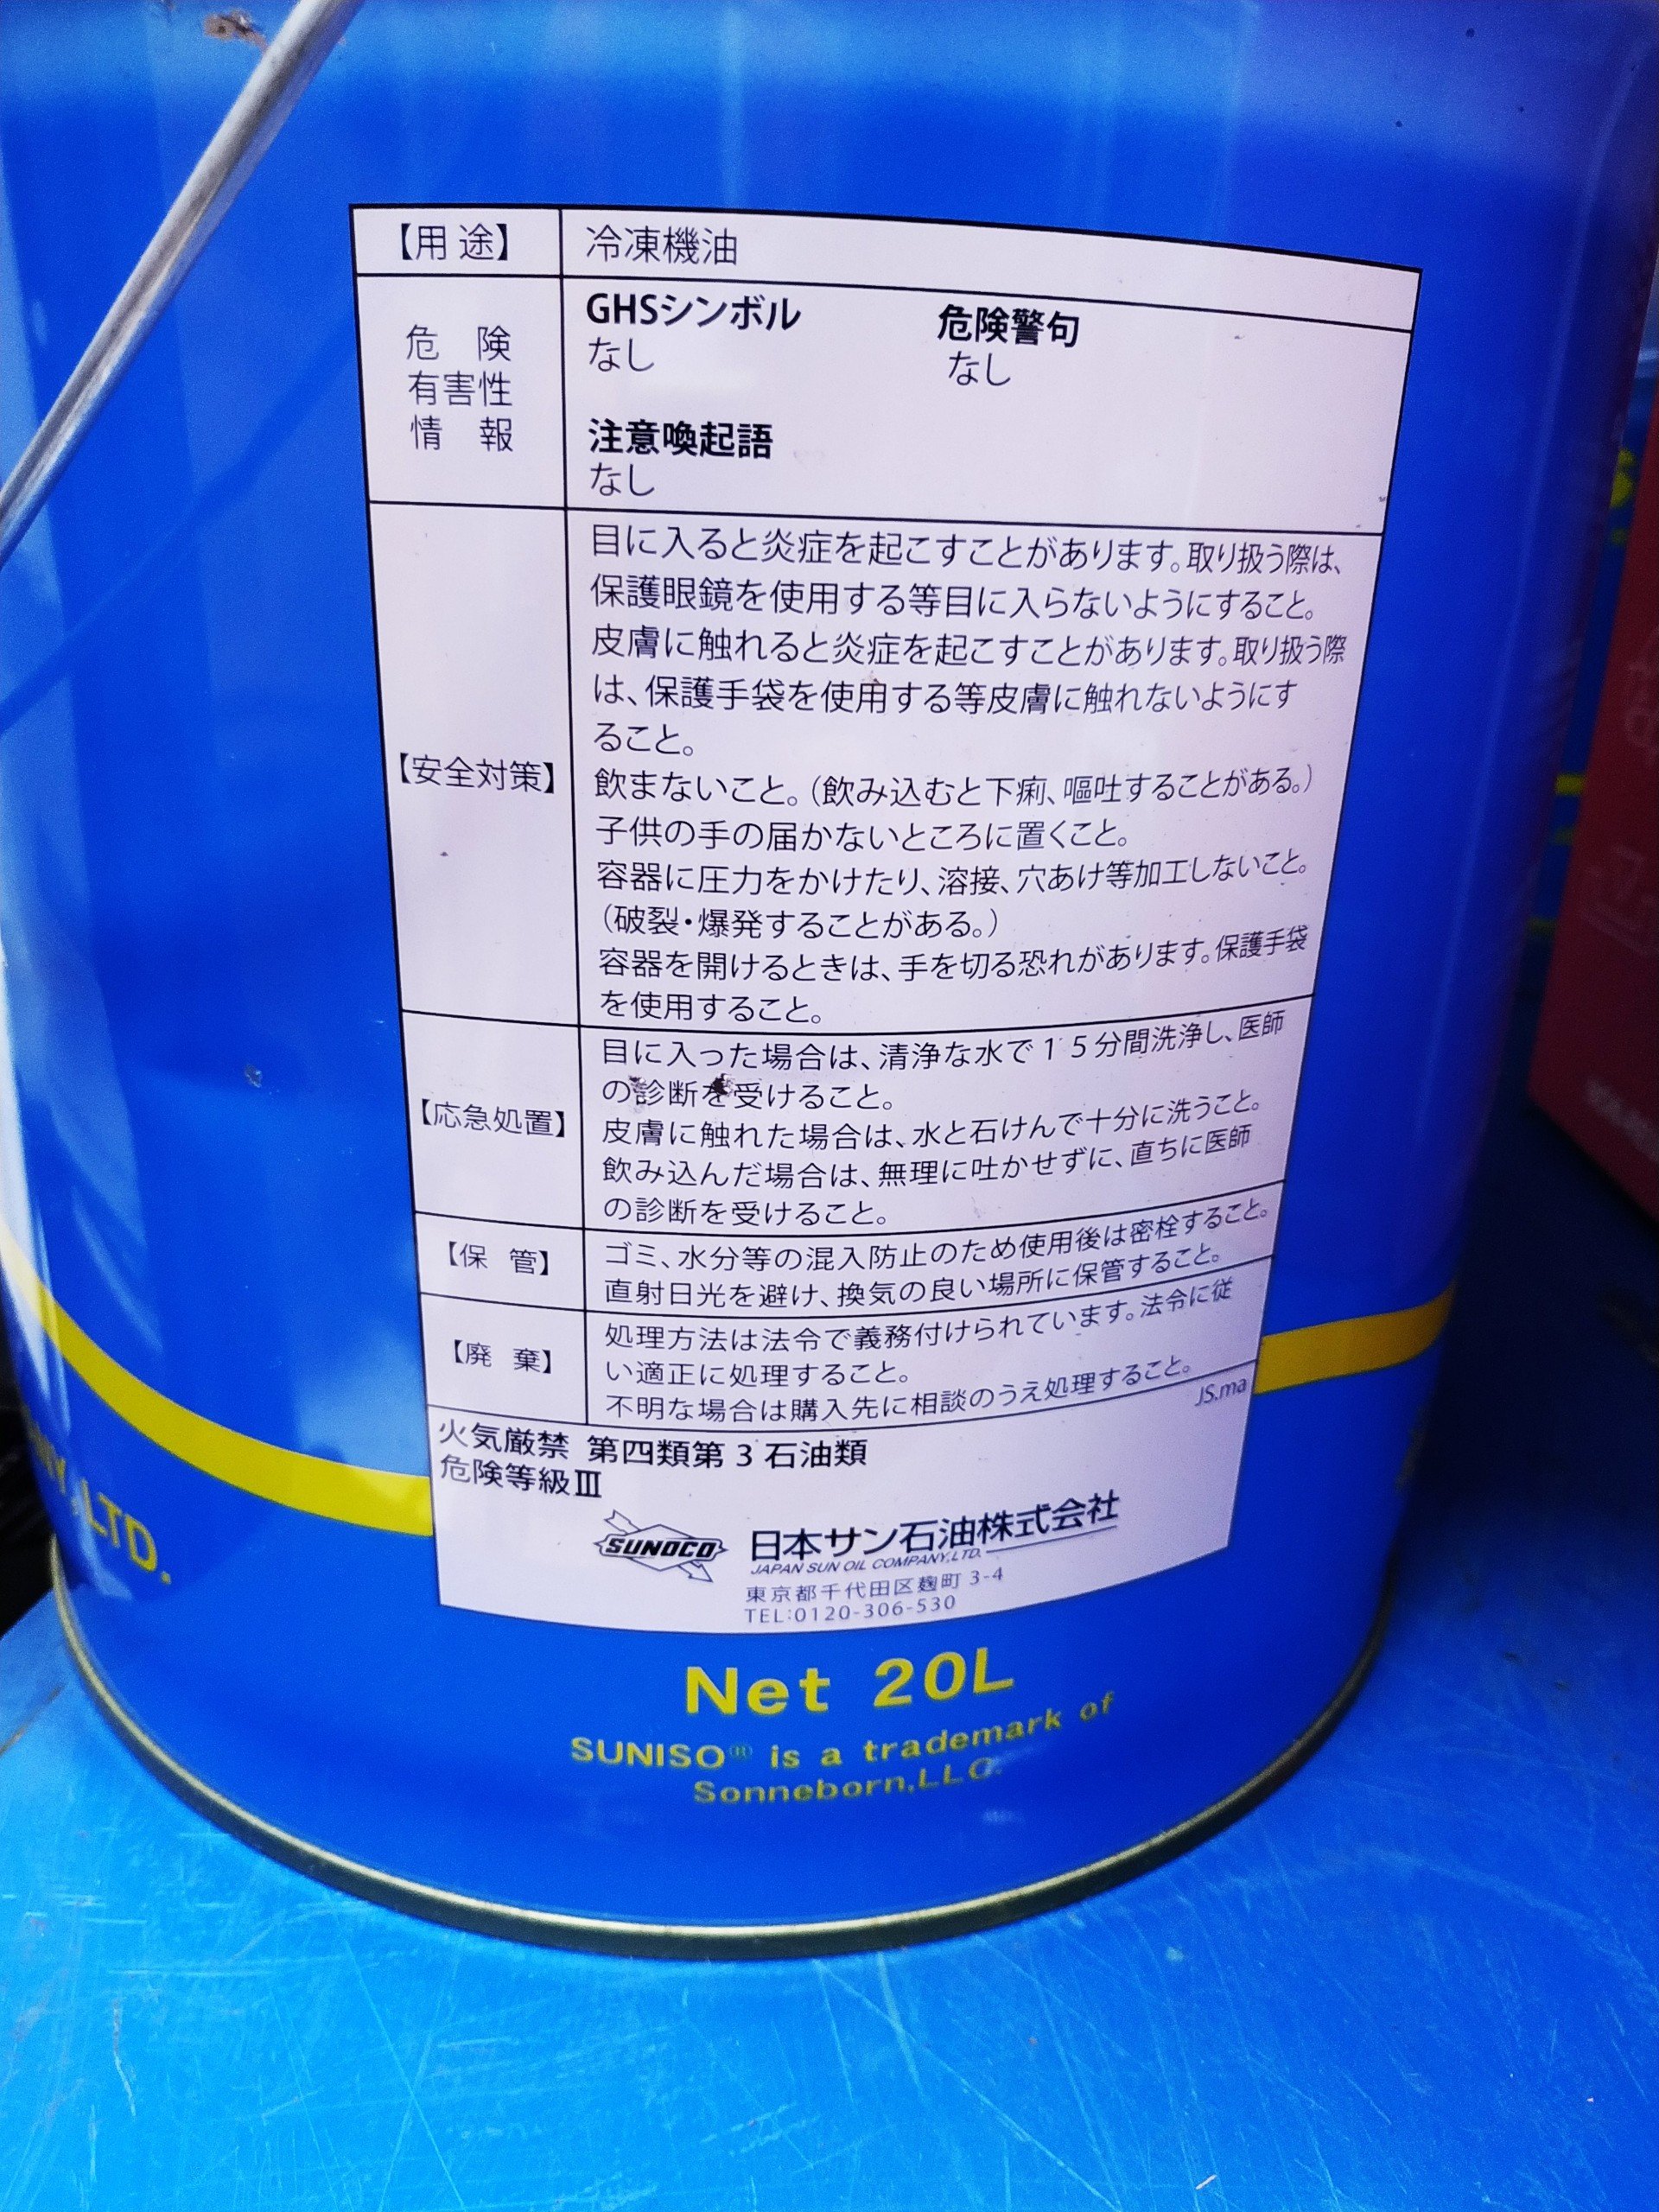 【用 途】 冷凍機油
危 険
有害性
情 報
GHSシンボル 危険警句
なし なし
注意喚起語
なし
【安全対策】
目に入ると炎症を起こすことがあります。取り扱う際は、
保護眼鏡を使用する等目に入らないようにすること。
皮膚に触れると炎症を起こすことがあります。取り扱う際
は、保護手袋を使用する等皮膚に触れないようにす
ること。
飲まないこと。（飲み込むと下痢、嘔吐することがある。）
子供の手の届かないところに置くこと。
容器に圧力をかけたり、溶接、穴あけ等加工しないこと。
（破裂・爆発することがある。）
容器を開けるときは、手を切る恐れがあります。保護手袋
を使用すること。
【応急処置】
目に入った場合は、清浄な水で１５分間洗浄し、医師
の診断を受けること。
皮膚に触れた場合は、水と石けんで十分に洗うこと。
飲み込んだ場合は、無理に吐かせずに、直ちに医師
の診断を受けること。
【保 管】
ゴミ、水分等の混入防止のため使用後は密栓すること。
直射日光を避け、換気の良い場所に保管すること。
【廃 棄】
処理方法は法令で義務付けられています。法令に従
い適正に処理すること。
不明な場合は購入先に相談のうえ処理すること。
JS.ma
火気厳禁 第四類第３石油類
危険等級Ⅲ
SUNOCO 日本サン石油株式会社
JAPAN SUN OIL COMPANY,LTD.
東京都千代田区麹町 3-4
TEL:0120-306-530
LTD.
Net 20L
SUNISO® is a trademark of
Sonneborn,LLC.